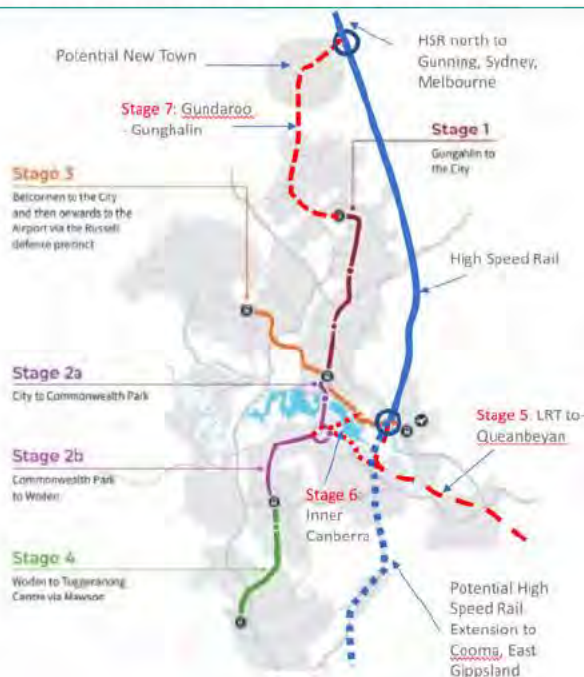 Potential New Town
HSR north to
Gunning, Sydney,
Melbourne
Stage 7: Gundaroo
- Gunghalin
Stage 1
Gungahlin to
the City
Stage 3
Belconnen to the City
and then onwards to the
Airport via the Russell
defence precinct
High Speed Rail
Stage 2a
City to Commonwealth Park
Stage 5: LRT to
Queanbeyan
Stage 2b
Commonwealth Park
to Woden
Stage 6:
Inner
Canberra
Stage 4
Woden to Tuggeranong
Centre via Mawson
Potential High
Speed Rail
Extension to
Cooma, East
Gippsland